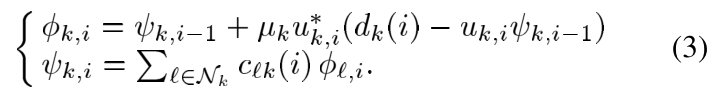 ϕ_{k,i} = ψ_{k,i−1} + μ_k u^*_{k,i}(d_k(i) − u_{k,i}ψ_{k,i−1})
ψ_{k,i} = ∑_{ℓ∈𝒩_k} c_{ℓk}(i) ϕ_{ℓ,i}. (3)